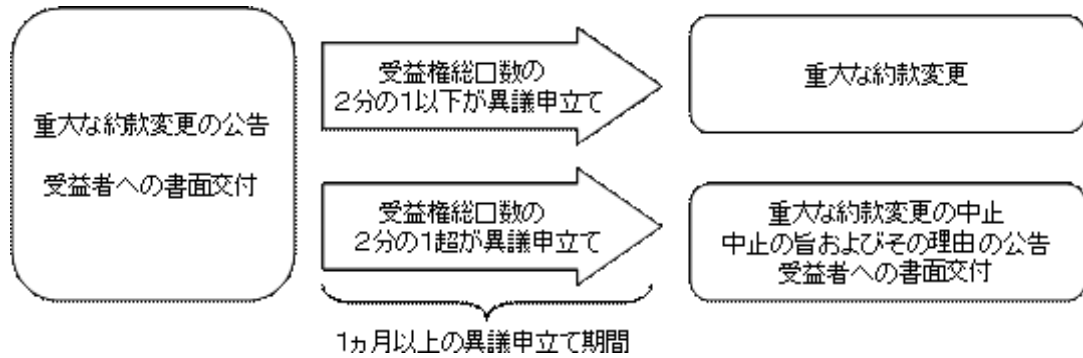 重大な約款変更の公告
受益者への書面交付
受益権総口数の
2分の1以下が異議申立て
重大な約款変更
受益権総口数の
2分の1超が異議申立て
重大な約款変更の中止
中止の旨およびその理由の公告
受益者への書面交付
1ヵ月以上の異議申立て期間